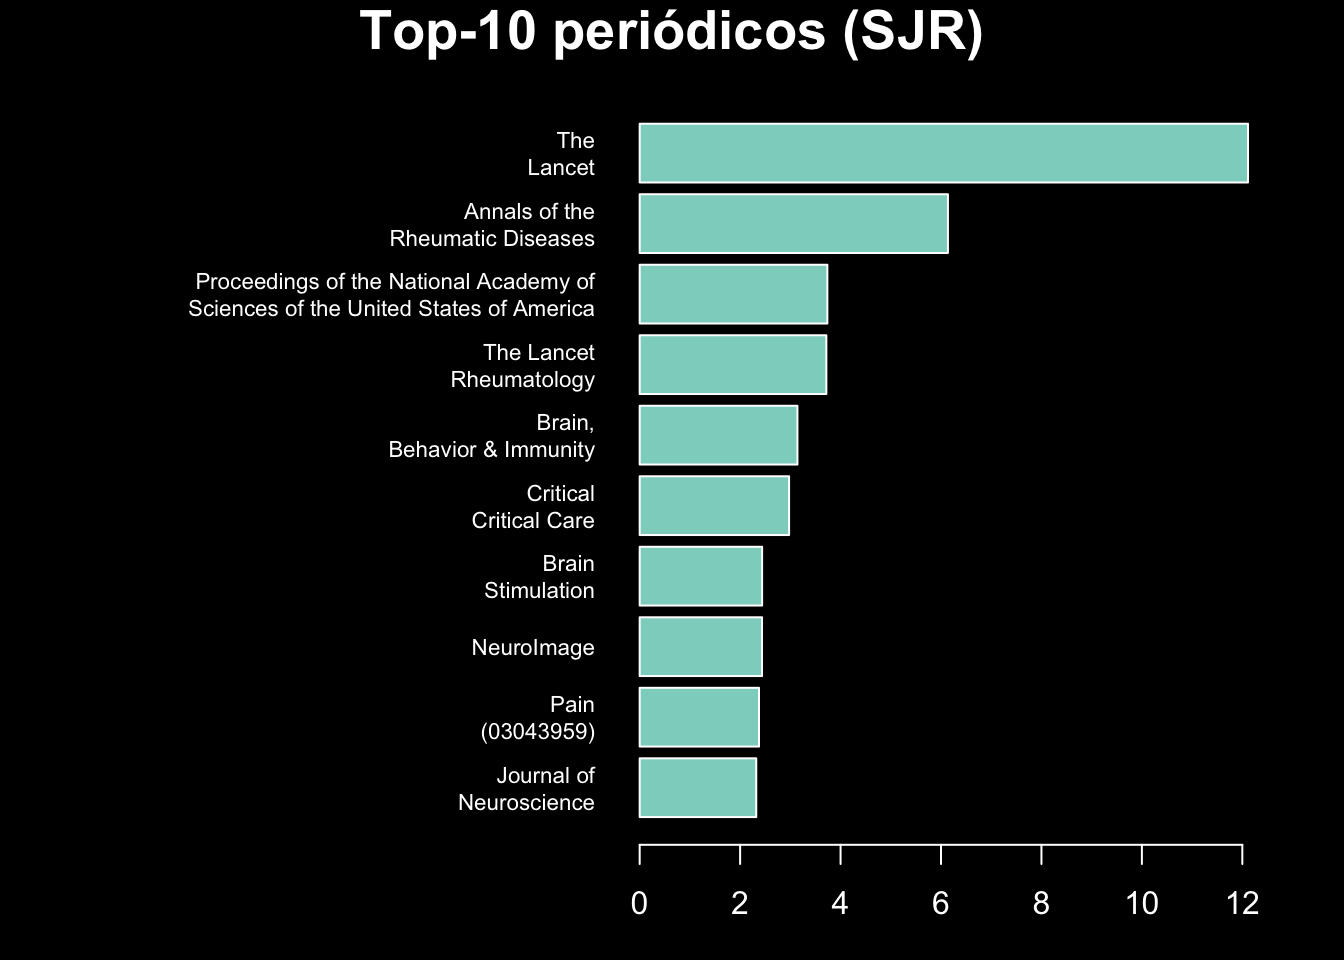 Top-10 periódicos (SJR)
The
Lancet
Annals of the
Rheumatic Diseases
Proceedings of the National Academy of
Sciences of the United States of America
The Lancet
Rheumatology
Brain,
Behavior & Immunity
Critical
Critical Care
Brain
Stimulation
NeuroImage
Pain
(03043959)
Journal of
Neuroscience
0 2 4 6 8 10 12